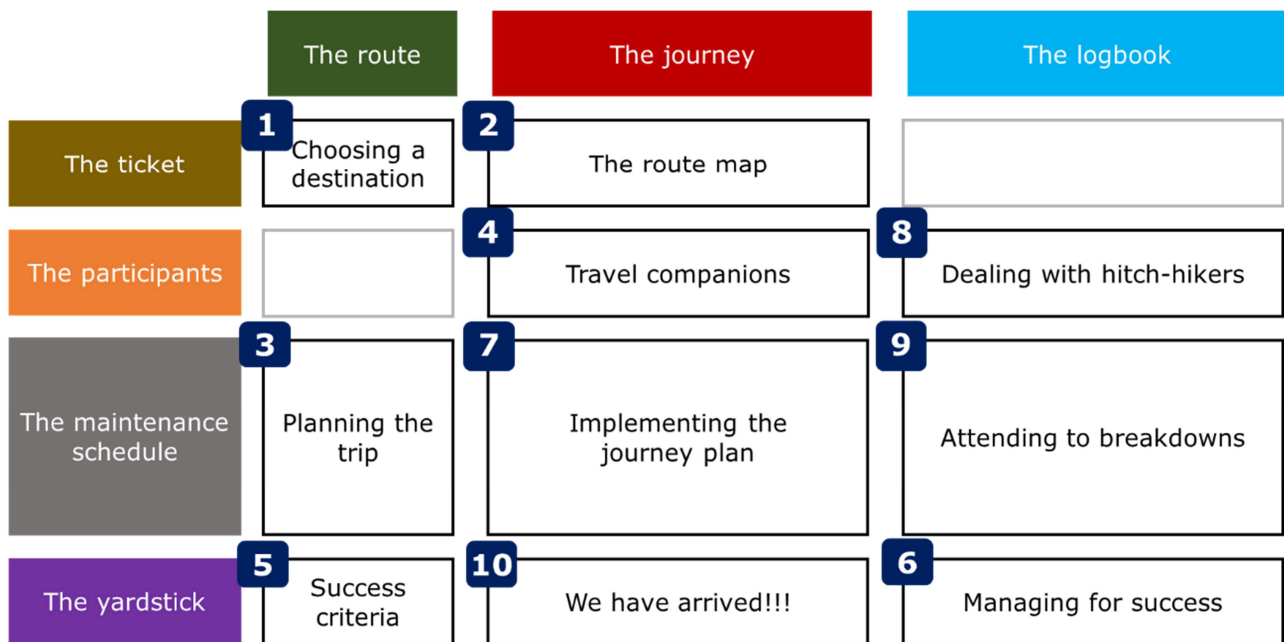 The route
The journey
The logbook
The ticket
1
Choosing a
destination
2
The route map
The participants
4
Travel companions
8
Dealing with hitch-hikers
The maintenance
schedule
3
Planning the
trip
7
Implementing the
journey plan
9
Attending to breakdowns
The yardstick
5
Success
criteria
10
We have arrived!!!
6
Managing for success